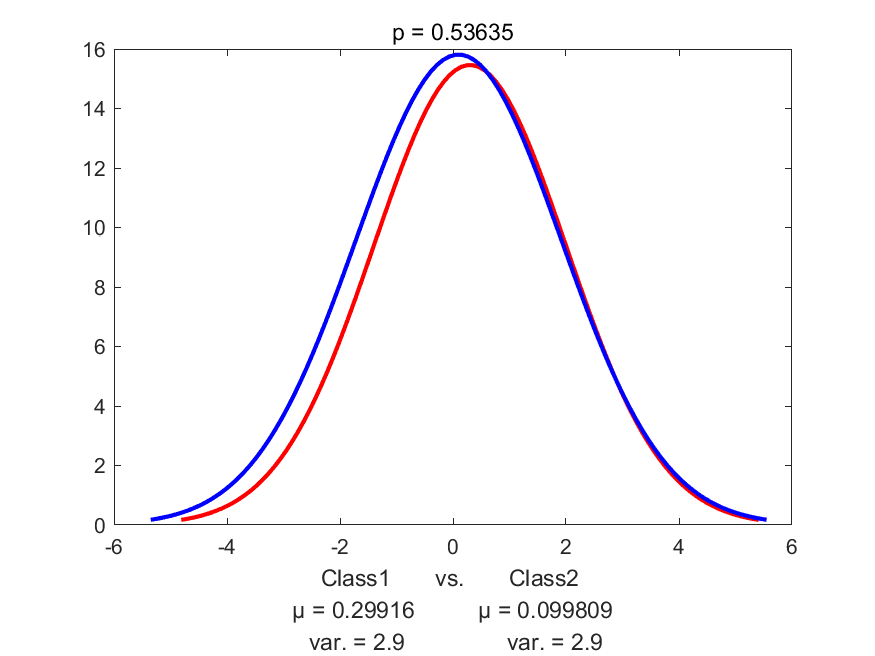 p = 0.53635
16
14
12
10
8
6
4
2
0
-6 -4 -2 0 2 4 6
Class1 vs. Class2
μ = 0.29916 μ = 0.099809
var. = 2.9 var. = 2.9